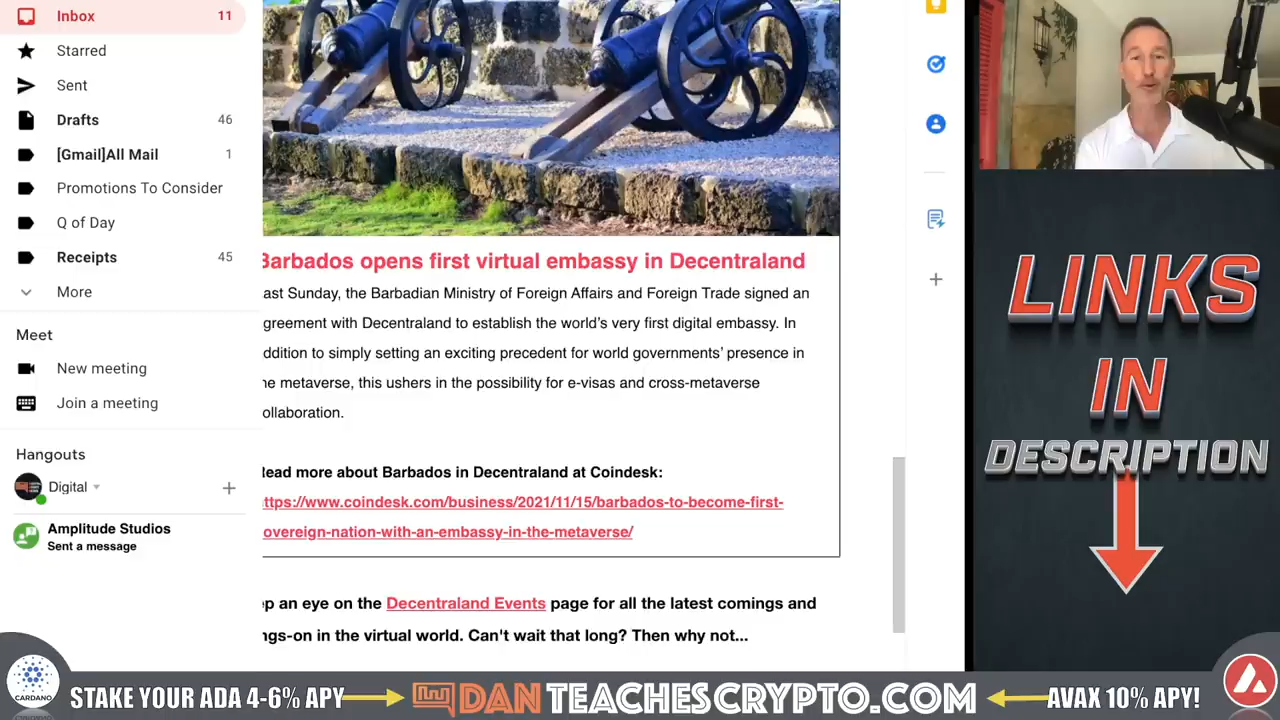 Inbox 11
Starred
Sent
Drafts 46
[Gmail]All Mail 1
Promotions To Consider
Q of Day
Receipts 45
More
Meet
New meeting
Join a meeting
Hangouts
Digital
Amplitude Studios
Sent a message
Barbados opens first virtual embassy in Decentraland
ast Sunday, the Barbadian Ministry of Foreign Affairs and Foreign Trade signed an
greement with Decentraland to establish the world's very first digital embassy. In
ddition to simply setting an exciting precedent for world governments' presence in
he metaverse, this ushers in the possibility for e-visas and cross-metaverse
ollaboration.
ead more about Barbados in Decentraland at Coindesk:
ttps://www.coindesk.com/business/2021/11/15/barbados-to-become-first-
overeign-nation-with-an-embassy-in-the-metaverse/
ep an eye on the Decentraland Events page for all the latest comings and
ngs-on in the virtual world. Can't wait that long? Then why not...
LINKS
IN
DESCRIPTION
CARDANO
STAKE YOUR ADA 4-6% APY
DANTEACHESCRYPTO.COM
AVAX 10% APY!